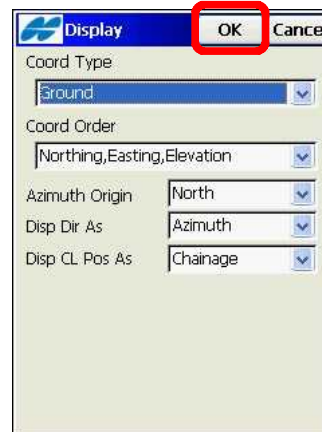 Display OK Cance
Coord Type
Ground
Coord Order
Northing,Easting,Elevation
Azimuth Origin North
Disp Dir As Azimuth
Disp CL Pos As Chainage